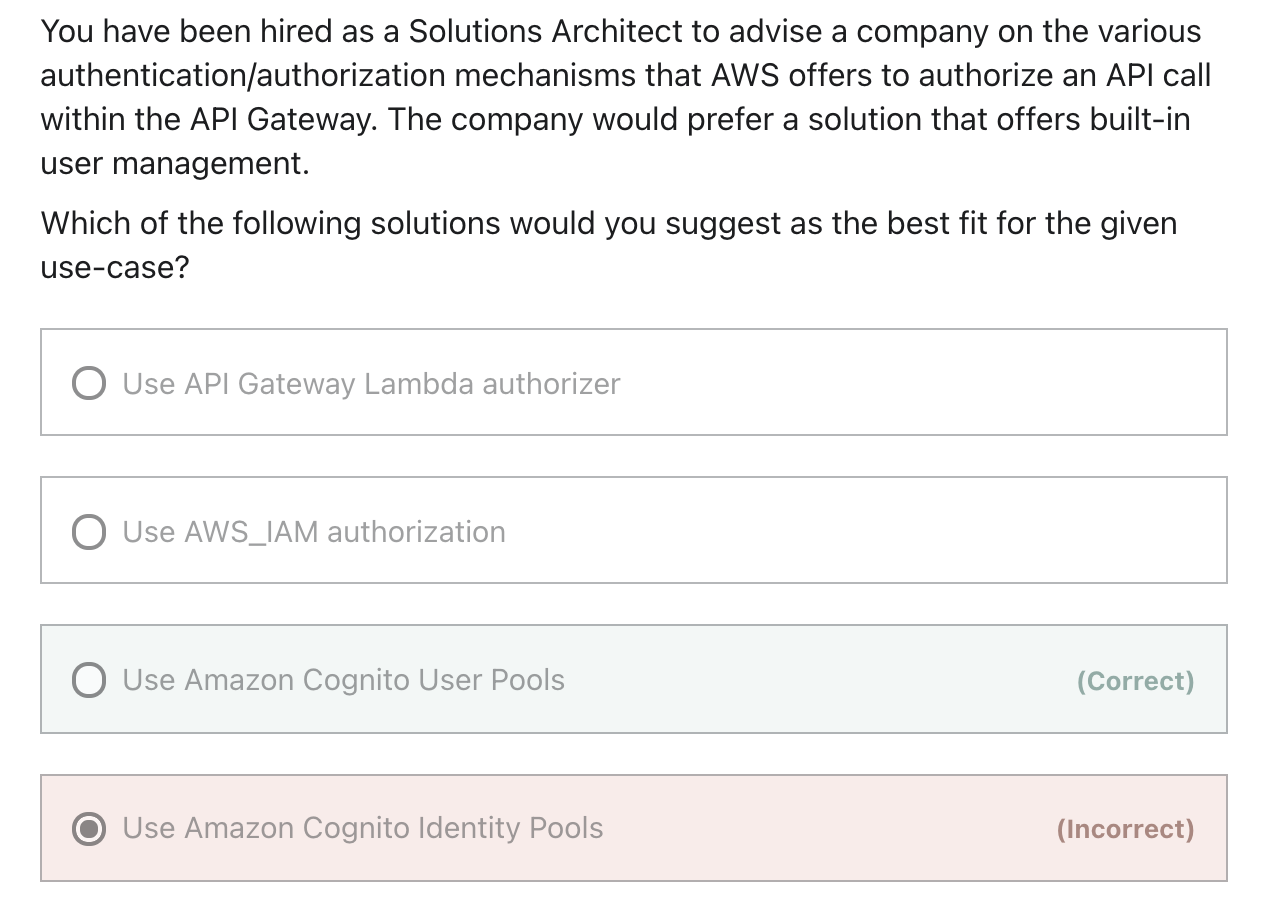 You have been hired as a Solutions Architect to advise a company on the various
authentication/authorization mechanisms that AWS offers to authorize an API call
within the API Gateway. The company would prefer a solution that offers built-in
user management.
Which of the following solutions would you suggest as the best fit for the given
use-case?
Use API Gateway Lambda authorizer
Use AWS_IAM authorization
Use Amazon Cognito User Pools (Correct)
Use Amazon Cognito Identity Pools (Incorrect)